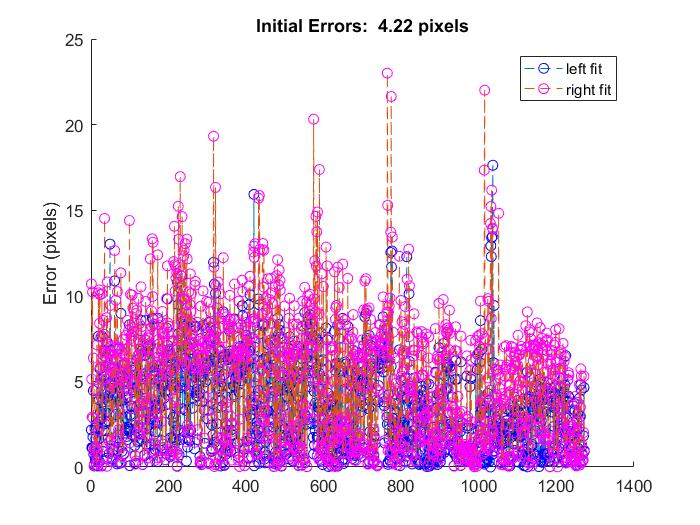 Initial Errors:  4.22 pixels
25
20
15
10
5
0
Error (pixels)
left fit
right fit
0 200 400 600 800 1000 1200 1400